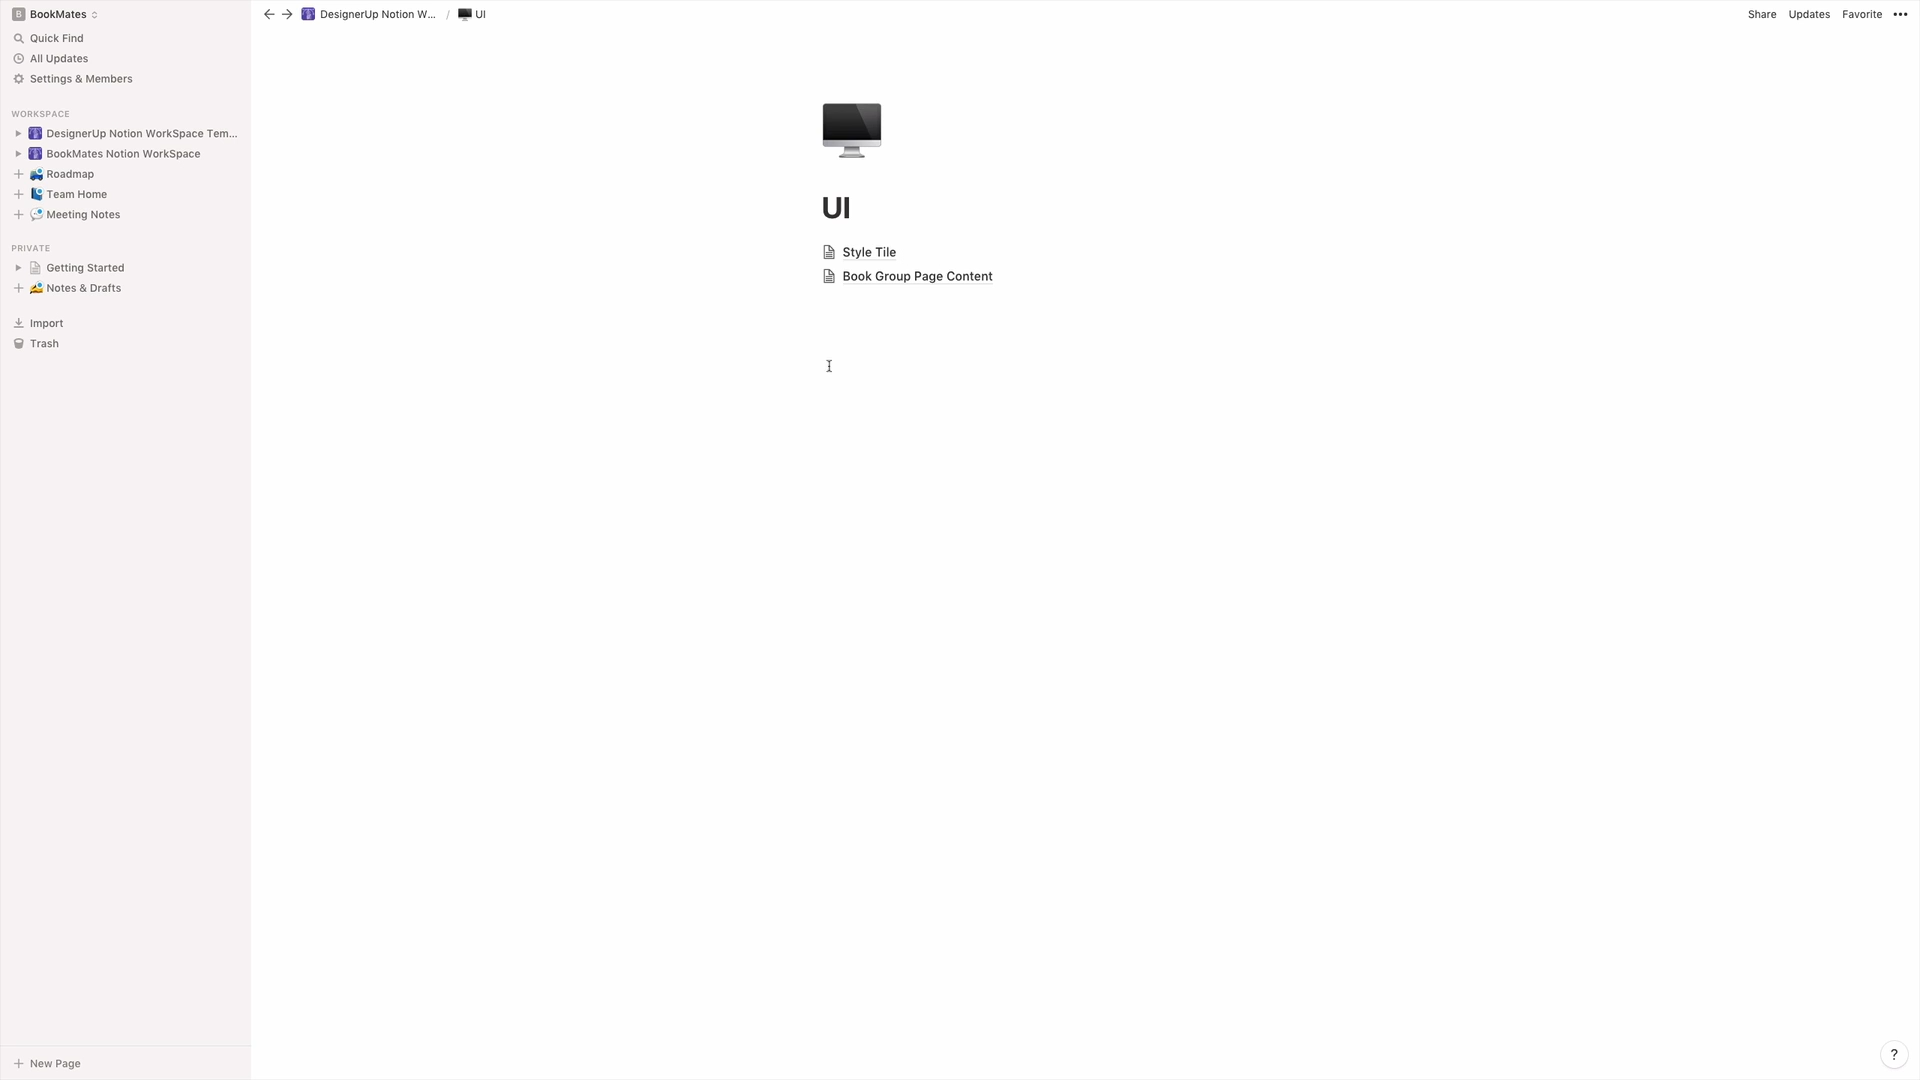 B BookMates
Quick Find
All Updates
Settings & Members
WORKSPACE
DesignerUp Notion WorkSpace Tem...
BookMates Notion WorkSpace
Roadmap
Team Home
Meeting Notes
PRIVATE
Getting Started
Notes & Drafts
Import
Trash
New Page
DesignerUp Notion W... / UI
Share Updates Favorite •••
UI
Style Tile
Book Group Page Content
?